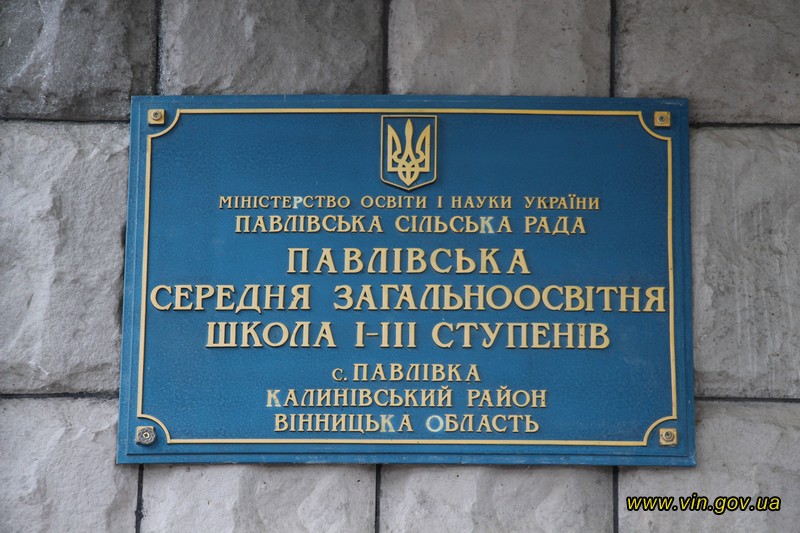 МІНІСТЕРСТВО ОСВІТИ І НАУКИ УКРАЇНИ
ПАВЛІВСЬКА СІЛЬСЬКА РАДА
ПАВЛІВСЬКА
СЕРЕДНЯ ЗАГАЛЬНООСВІТНЯ
ШКОЛА І-ІІІ СТУПЕНІВ
с. ПАВЛІВКА
КАЛИНІВСЬКИЙ РАЙОН
ВІННИЦЬКА ОБЛАСТЬ
www.vin.gov.ua